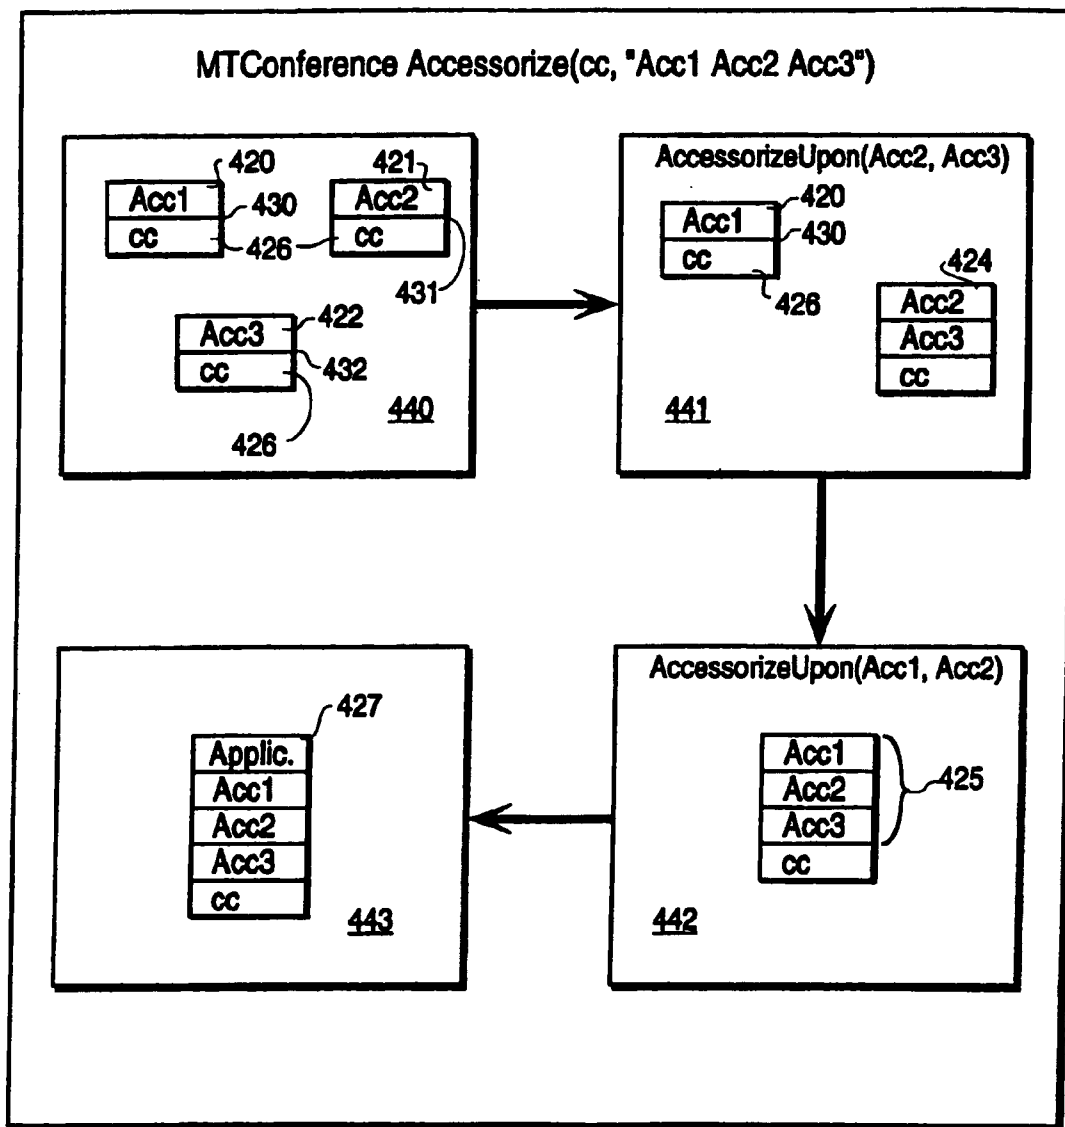 MTConference Accessorize(cc, "Acc1 Acc2 Acc3")
420
Acc1
430
cc
426
421
Acc2
cc
431
Acc3
422
432
cc
426
440
AccessorizeUpon(Acc2, Acc3)
420
Acc1
430
cc
426
424
Acc2
Acc3
cc
441
427
Applic.
Acc1
Acc2
Acc3
cc
443
AccessorizeUpon(Acc1, Acc2)
Acc1
Acc2
Acc3
cc
425
442